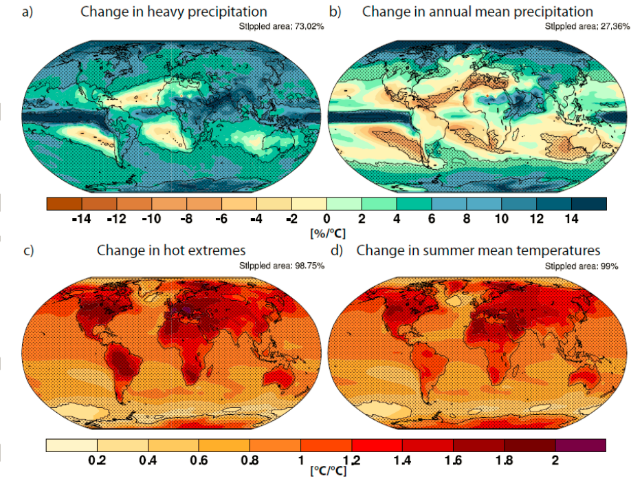 a) Change in heavy precipitation
Stippled area: 73,02%
b) Change in annual mean precipitation
Stippled area: 27,36%
-14 -12 -10 -8 -6 -4 -2 0 2 4 6 8 10 12 14
[%/°C]
c) Change in hot extremes
Stippled area: 98.75%
d) Change in summer mean temperatures
Stippled area: 99%
0.2 0.4 0.6 0.8 1 1.2 1.4 1.6 1.8 2
[°C/°C]